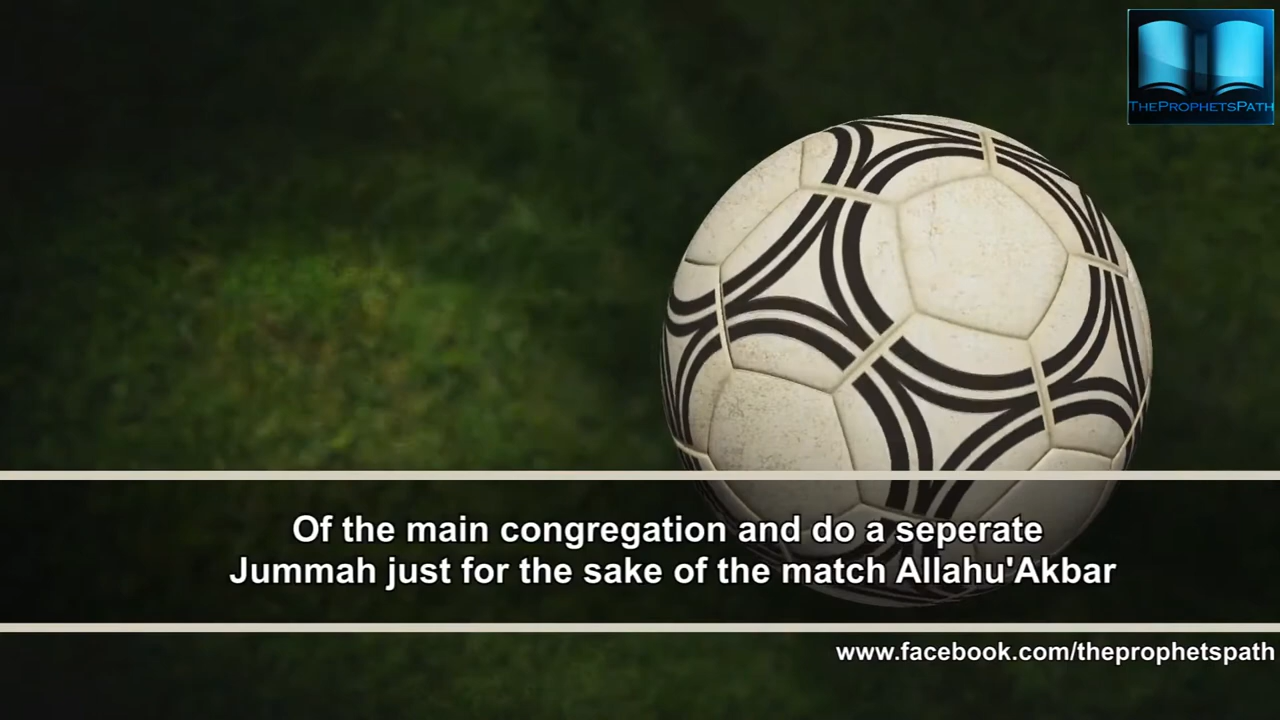 THEPROPHETSPATH
Of the main congregation and do a seperate
Jummah just for the sake of the match Allahu'Akbar
www.facebook.com/theprophetspath